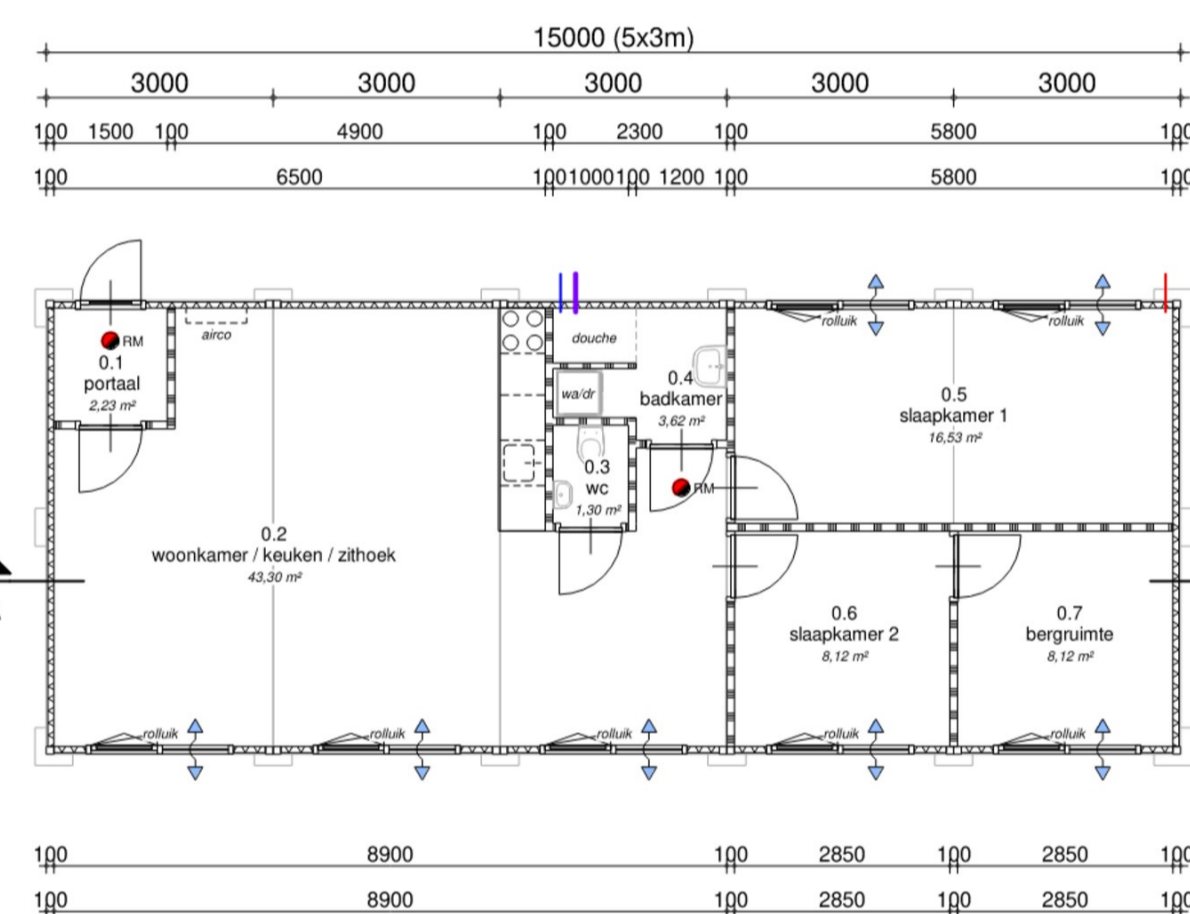 15000 (5x3m)
3000 3000 3000 3000 3000
100 1500 100 4900 100 2300 100 5800 100
100 6500 100 1000 100 1200 100 5800 100
RM
airco
douche
rolluik
rolluik
0.1
portaal
2,23 m²
wa/dr
0.4
badkamer
3,62 m²
0.5
slaapkamer 1
16,53 m²
0.3
wc
1,30 m²
RM
0.2
woonkamer / keuken / zithoek
43,30 m²
0.6
slaapkamer 2
8,12 m²
0.7
bergruimte
8,12 m²
rolluik
rolluik
rolluik
rolluik
rolluik
100 8900 100 2850 100 2850 100
100 8900 100 2850 100 2850 100